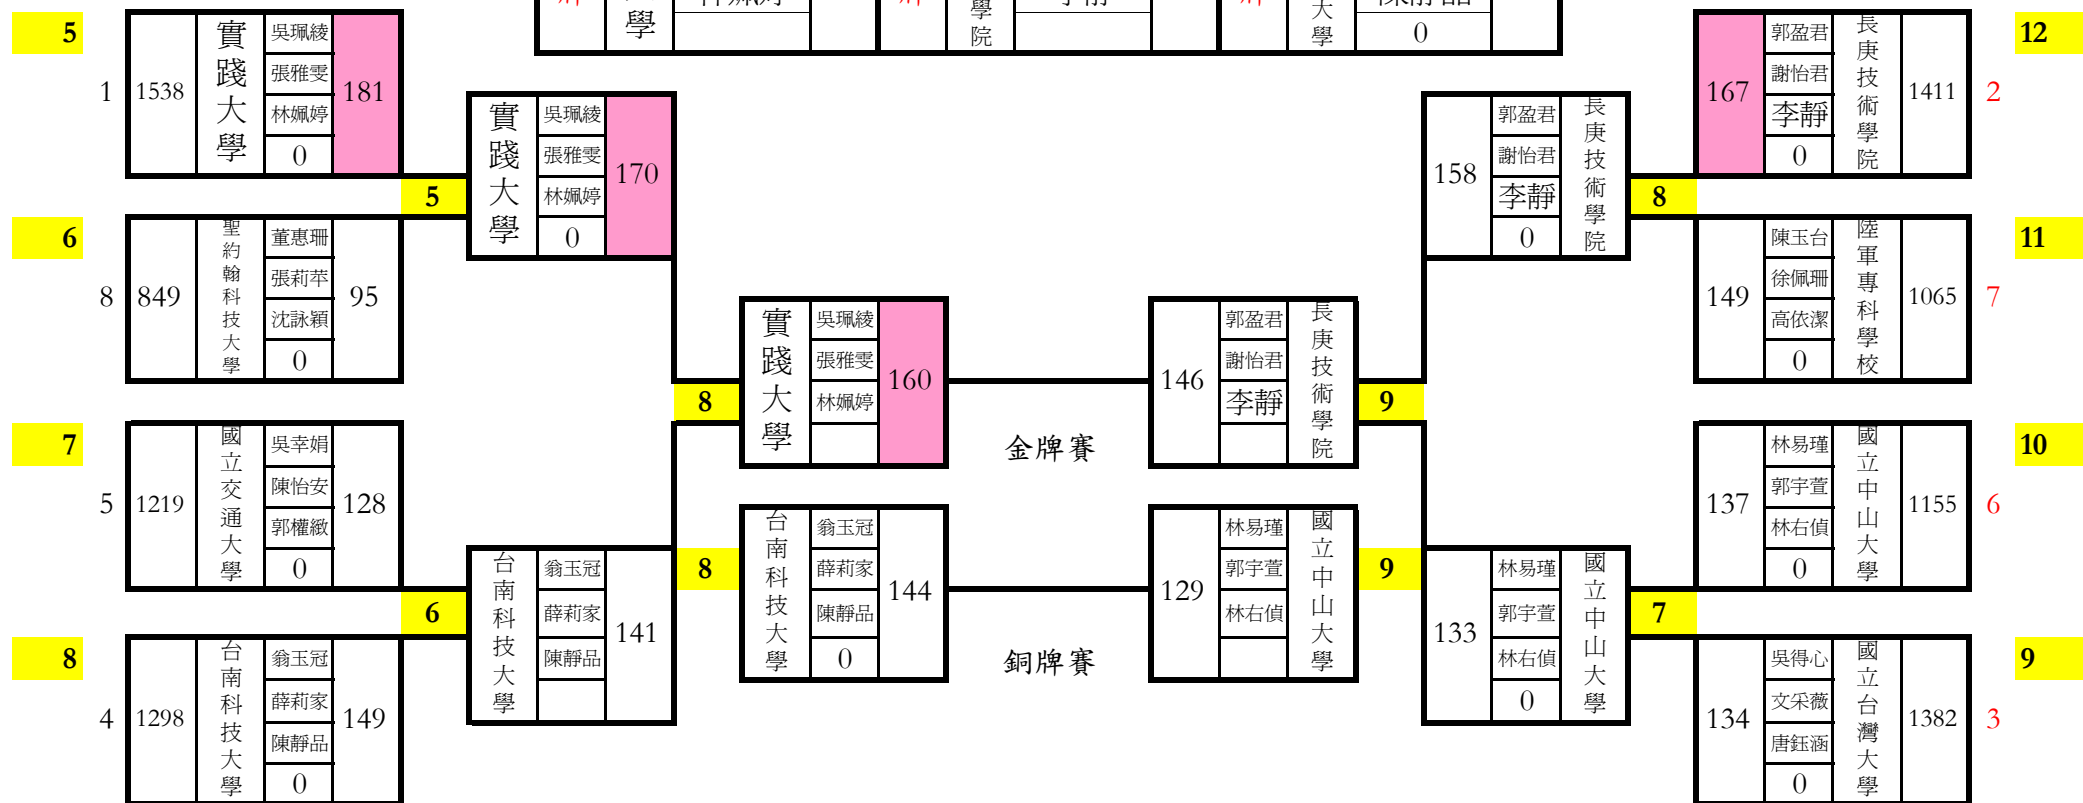 學
學院
李靜
大學
陳靜品
0
5
1
1538
實踐大學
吳珮綾
張雅雯
林姵婷
0
181
6
8
849
聖約翰科技大學
董惠珊
張莉苹
沈詠穎
0
95
5
實踐大學
吳珮綾
張雅雯
林姵婷
0
170
7
5
1219
國立交通大學
吳幸娟
陳怡安
郭權緻
0
128
8
4
1298
台南科技大學
翁玉冠
薛莉家
陳靜品
0
149
6
台南科技大學
翁玉冠
薛莉家
陳靜品
141
8
實踐大學
吳珮綾
張雅雯
林姵婷
160
金牌賽
146
郭盈君
謝怡君
李靜
長庚技術學院
9
8
台南科技大學
翁玉冠
薛莉家
陳靜品
0
144
銅牌賽
129
林易瑾
郭宇萱
林右偵
國立中山大學
9
158
郭盈君
謝怡君
李靜
0
長庚技術學院
8
133
林易瑾
郭宇萱
林右偵
0
國立中山大學
7
167
郭盈君
謝怡君
李靜
0
長庚技術學院
1411
2
12
149
陳玉台
徐佩珊
高依潔
0
陸軍專科學校
1065
7
11
137
林易瑾
郭宇萱
林右偵
0
國立中山大學
1155
6
10
134
吳得心
文采薇
唐鈺涵
0
國立台灣大學
1382
3
9